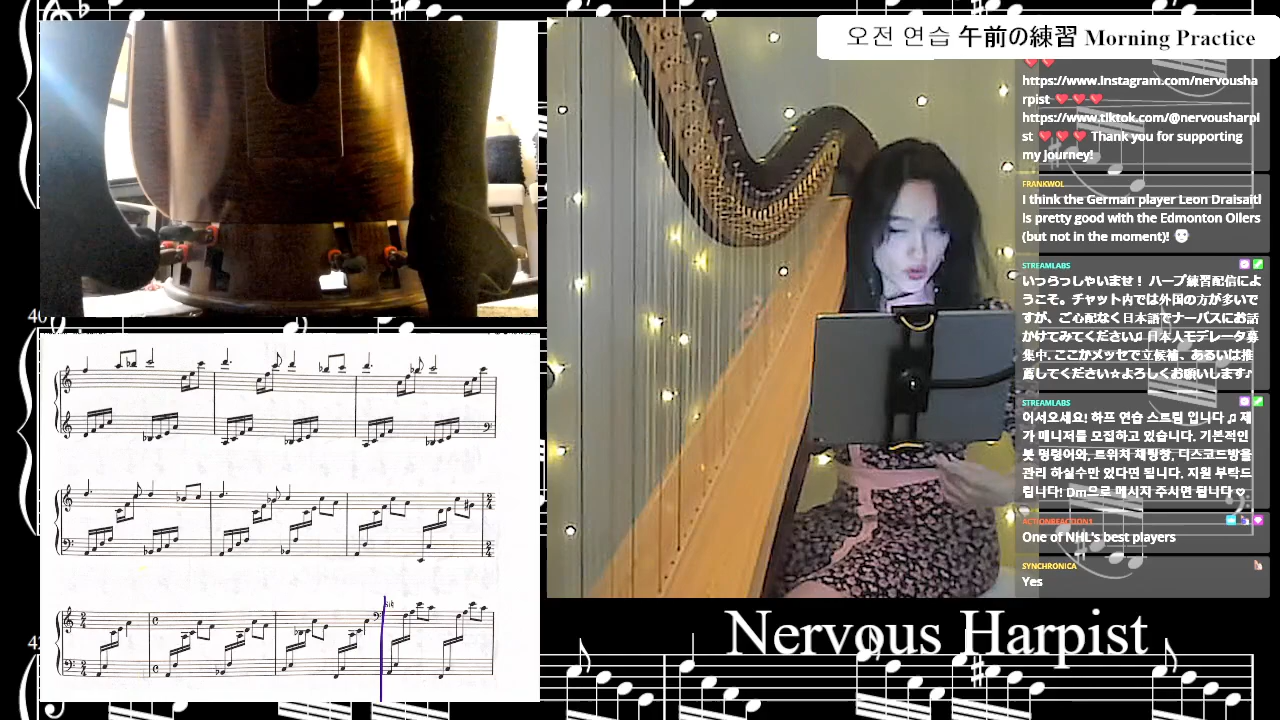 오전 연습 午前の練習 Morning Practice
https://www.instagram.com/nervousha
rpist ❤️❤️❤️
https://www.tiktok.com/@nervousharpi
st ❤️❤️❤️ Thank you for supporting
my journey!
FRANKWOL
I think the German player Leon Draisaitl
is pretty good with the Edmonton Oilers
(but not in the moment)!
STREAMLABS
いつらっしゃいませ！ ハープ練習配信によ
うこそ。チャット内では外国の方が多いで
すが、ご心配なく日本語でナーバスにお話
かけてみてください♫ 日本人モデレータ募
集中。ここかメッセで立候補、あるいは推
薦してください☆よろしくお願いします♪
STREAMLABS
어서오세요! 하프 연습 스트림 입니다 ♫ 제
가 매니저를 모집하고 있습니다. 기본적인
봇 명령어와, 트위치 채팅창, 디스코드방을
관리 하실수만 있다면 됩니다. 지원 부탁드
립니다! Dm으로 메시지 주시면 됩니다 ♡
ACTIONREACTION1
One of NHL's best players
SYNCHRONICA
Yes
Nervous Harpist